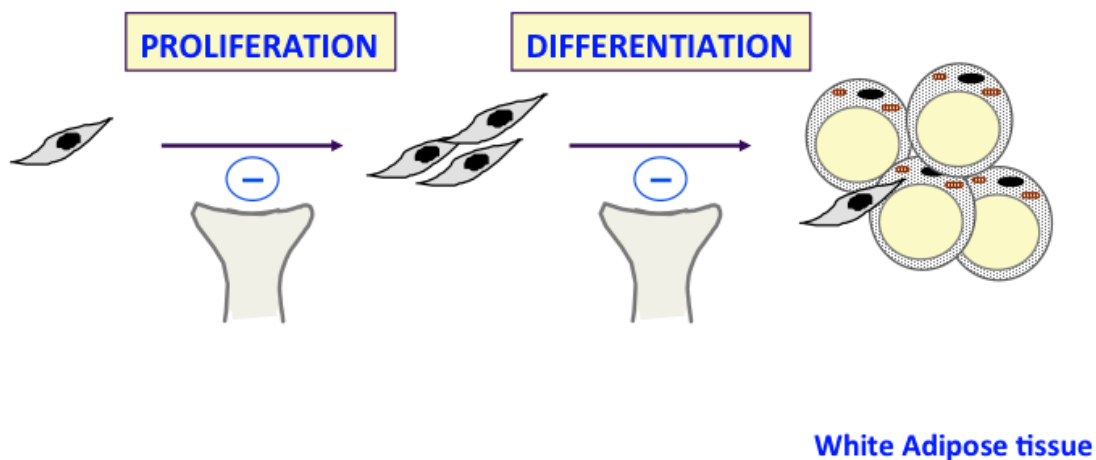 PROLIFERATION
DIFFERENTIATION
−
−
White Adipose tissue